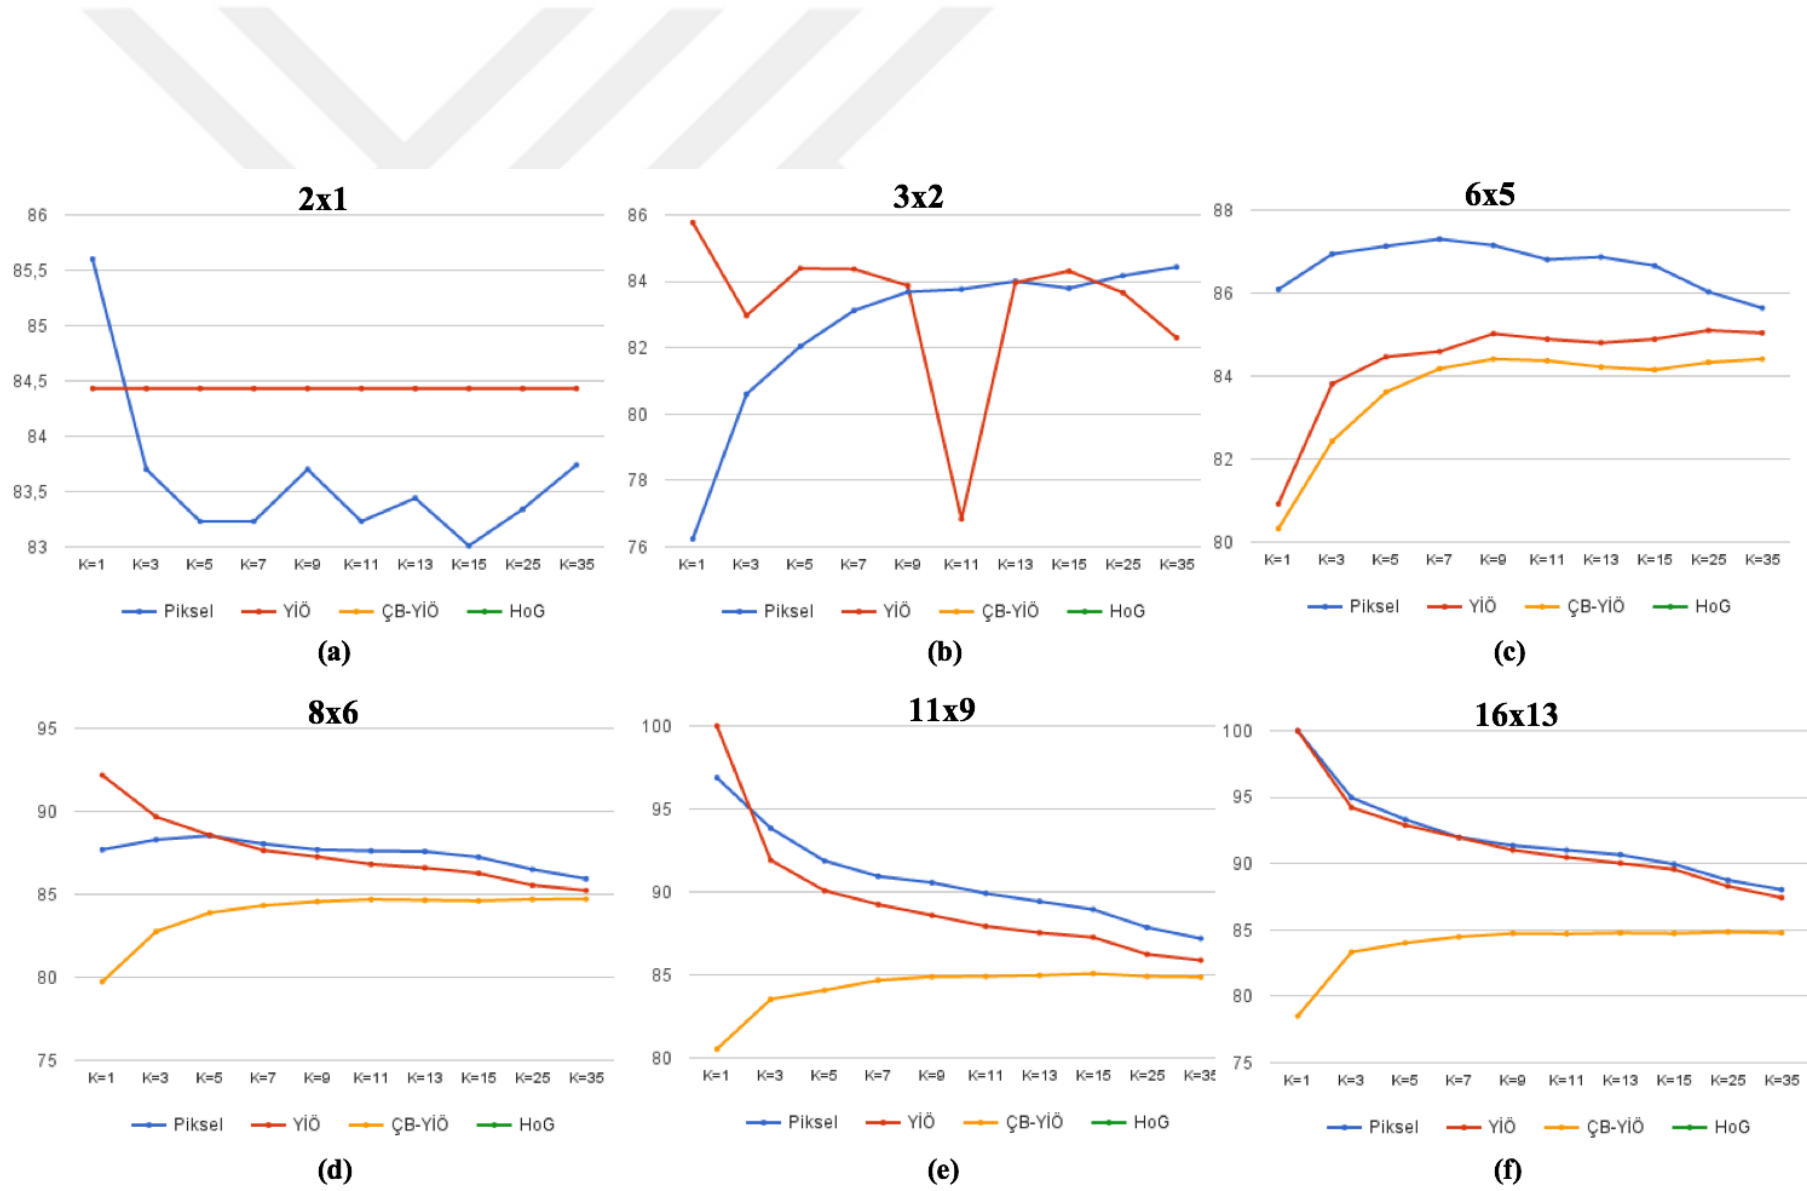 2x1
86
85,5
85
84,5
84
83,5
83
K=1 K=3 K=5 K=7 K=9 K=11 K=13 K=15 K=25 K=35
Piksel YİÖ ÇB-YİÖ HoG
(a)
3x2
86
84
82
80
78
76
K=1 K=3 K=5 K=7 K=9 K=11 K=13 K=15 K=25 K=35
Piksel YİÖ ÇB-YİÖ HoG
(b)
6x5
88
86
84
82
80
K=1 K=3 K=5 K=7 K=9 K=11 K=13 K=15 K=25 K=35
Piksel YİÖ ÇB-YİÖ HoG
(c)
8x6
95
90
85
80
75
K=1 K=3 K=5 K=7 K=9 K=11 K=13 K=15 K=25 K=35
Piksel YİÖ ÇB-YİÖ HoG
(d)
11x9
100
95
90
85
80
K=1 K=3 K=5 K=7 K=9 K=11 K=13 K=15 K=25 K=35
Piksel YİÖ ÇB-YİÖ HoG
(e)
16x13
100
95
90
85
80
75
K=1 K=3 K=5 K=7 K=9 K=11 K=13 K=15 K=25 K=35
Piksel YİÖ ÇB-YİÖ HoG
(f)